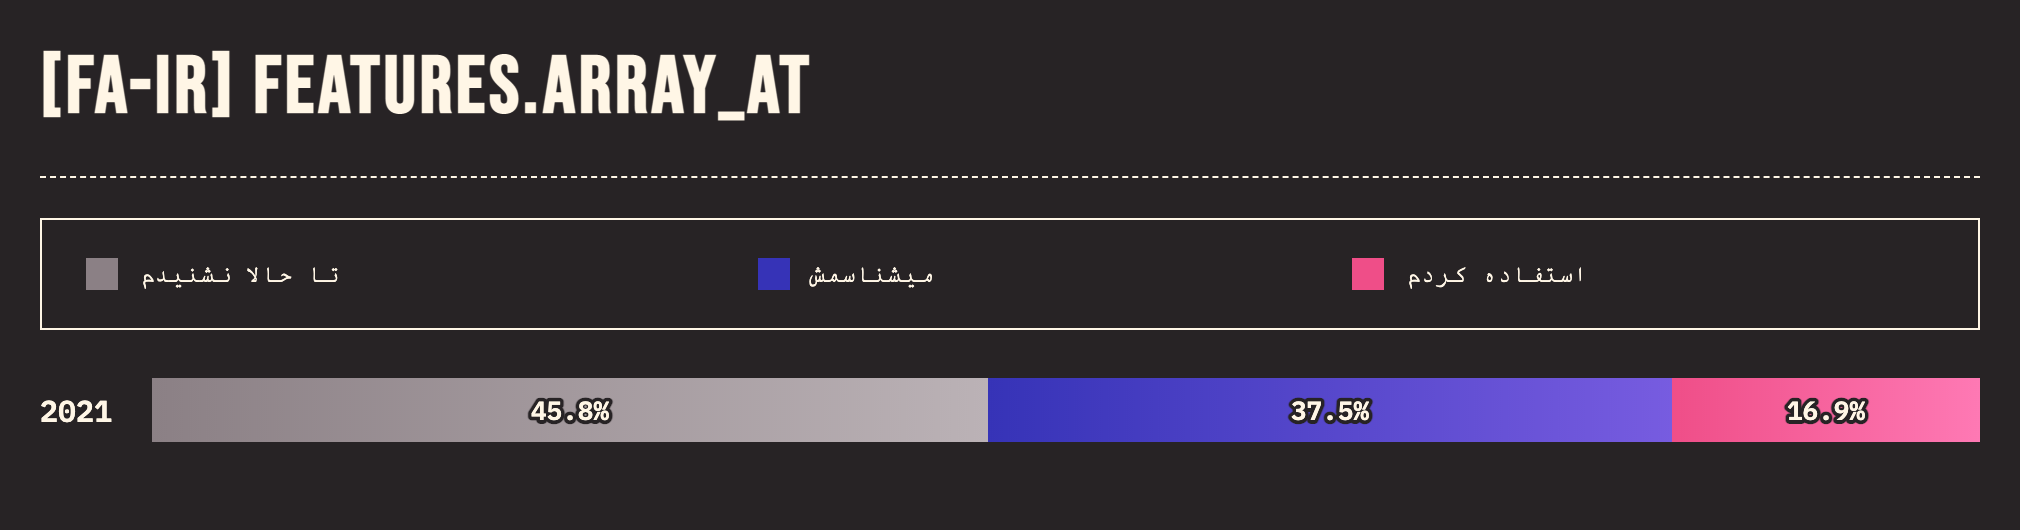 [FA-IR] FEATURES.ARRAY_AT
تا حالا نشنیدم
میشناسمش
استفاده کردم
2021 45.8% 37.5% 16.9%